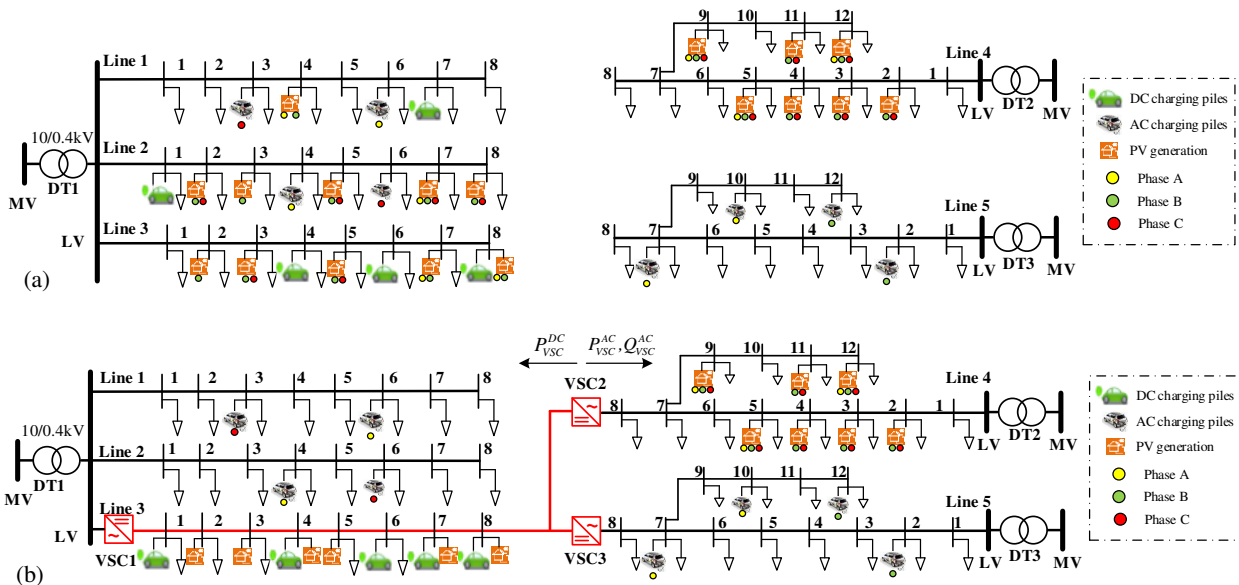 9 10 11 12
Line 1 1 2 3 4 5 6 7 8
8 7 6 5 4 3 2 1 Line 4
DT2
LV MV
10/0.4kV
Line 2
1 2 3 4 5 6 7 8
DT1
MV
9 10 11 12
Line 3 1 2 3 4 5 6 7 8
8 7 6 5 4 3 2 1 Line 5
DT3
LV
LV MV
DC charging piles
AC charging piles
PV generation
Phase A
Phase B
Phase C
(a)
P_{VSC}^{DC} P_{VSC}^{AC}, Q_{VSC}^{AC}
9 10 11 12
VSC2
Line 1 1 2 3 4 5 6 7 8
8 7 6 5 4 3 2 1 Line 4
DT2
LV MV
10/0.4kV
Line 2 1 2 3 4 5 6 7 8
DT1
MV
9 10 11 12
Line 3 1 2 3 4 5 6 7 8
8 7 6 5 4 3 2 1 Line 5
DT3
LV
VSC1
VSC3
LV MV
DC charging piles
AC charging piles
PV generation
Phase A
Phase B
Phase C
(b)